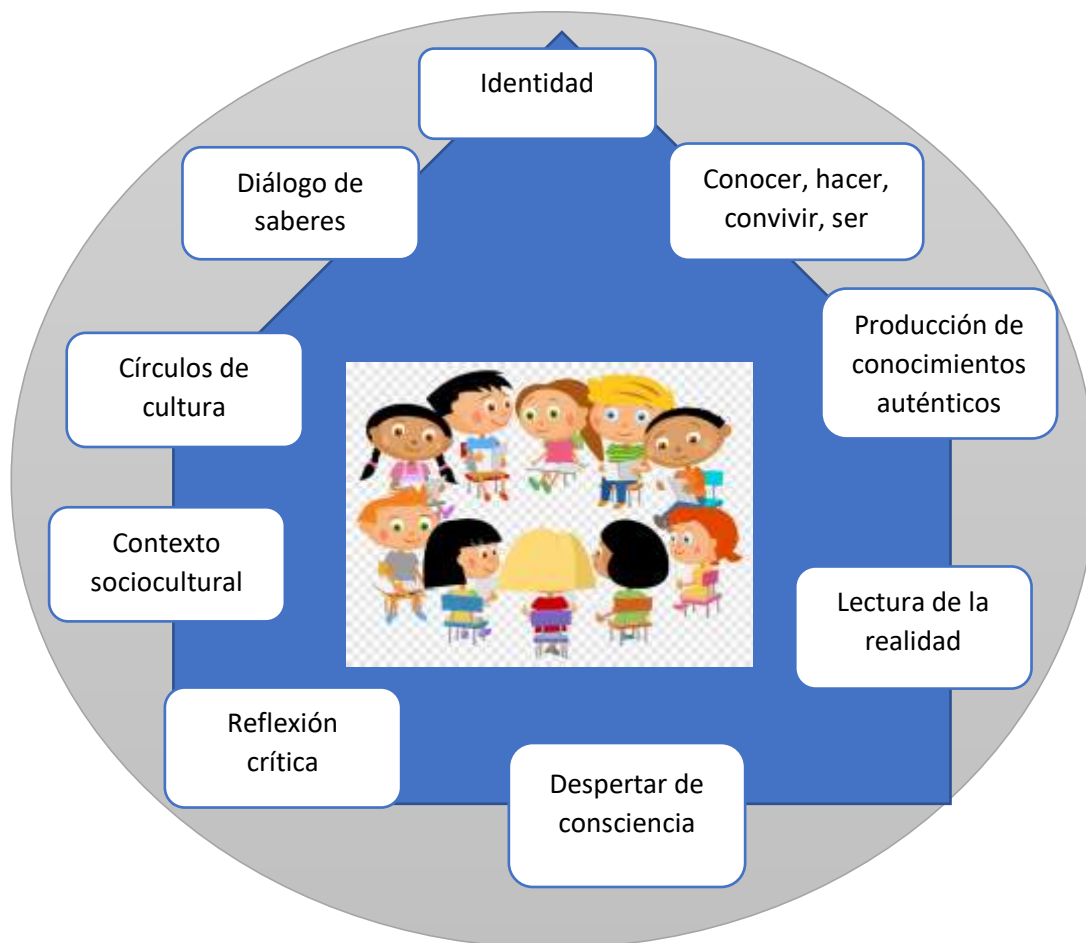 Identidad
Diálogo de
saberes
Conocer, hacer,
convivir, ser
Círculos de
cultura
Producción de
conocimientos
auténticos
Contexto
sociocultural
Lectura de la
realidad
Reflexión
crítica
Despertar de
consciencia